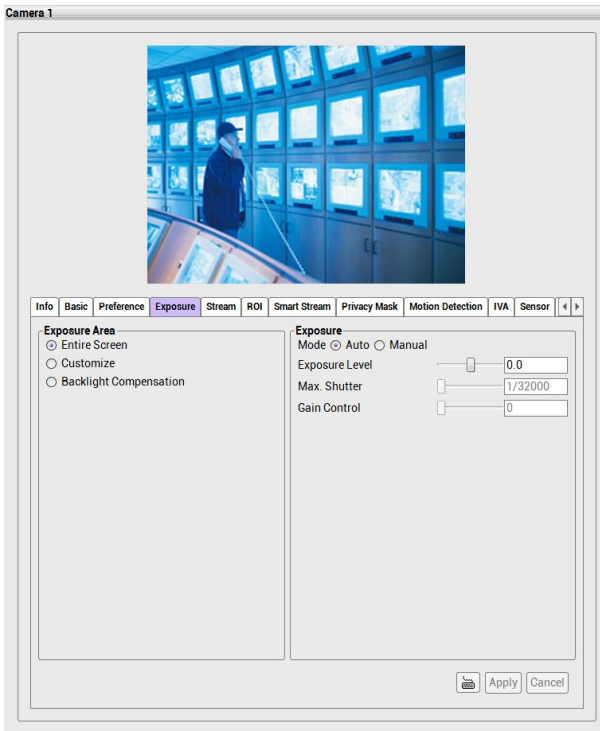 Camera 1
Info Basic Preference Exposure Stream ROI Smart Stream Privacy Mask Motion Detection IVA Sensor
Exposure Area
Entire Screen
Customize
Backlight Compensation
Exposure
Mode Auto Manual
Exposure Level 0.0
Max. Shutter 1/32000
Gain Control 0
Apply Cancel